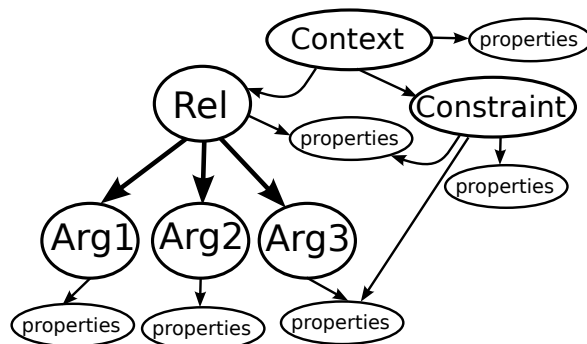 Context
properties
Rel
Constraint
properties
properties
Arg1
Arg2
Arg3
properties
properties
properties